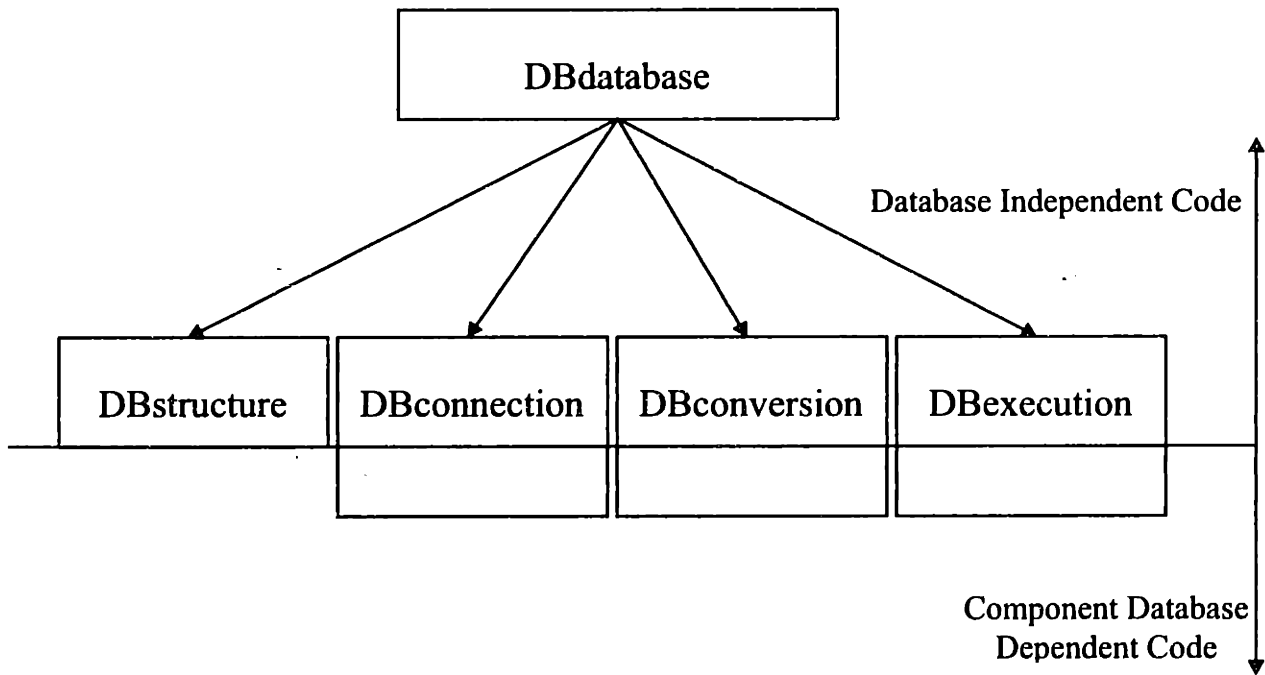 DBdatabase
Database Independent Code
DBstructure
DBconnection
DBconversion
DBexecution
Component Database
Dependent Code